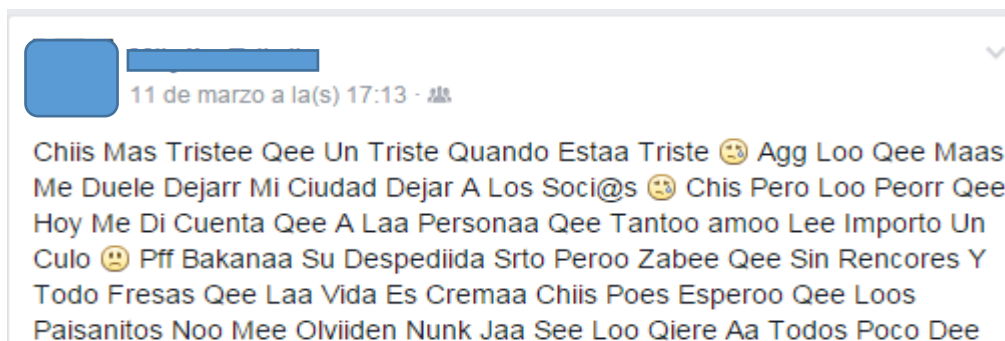 11 de marzo a la(s) 17:13 ·
Chiis Mas Tristee Qee Un Triste Quando Estaa Triste 😢 Agg Loo Qee Maas
Me Duele Dejarr Mi Ciudad Dejar A Los Soci@s 😢 Chis Pero Loo Peorr Qee
Hoy Me Di Cuenta Qee A Laa Personaa Qee Tantoo amoo Lee Importo Un
Culo 🙁 Pff Bakanaa Su Despediida Srto Peroo Zabee Qee Sin Rencores Y
Todo Fresas Qee Laa Vida Es Cremaa Chiis Poes Esperoo Qee Loos
Paisanitos Noo Mee Olviiden Nunk Jaa See Loo Qiere Aa Todos Poco Dee